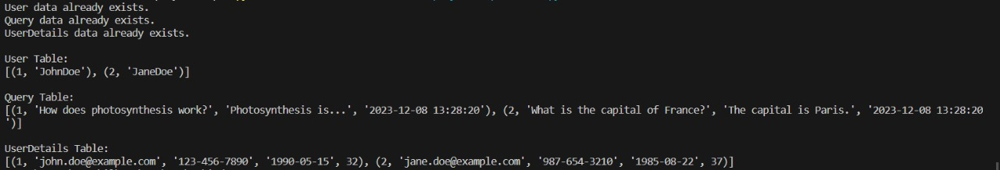 User data already exists.
Query data already exists.
UserDetails data already exists.
User Table:
[(1, 'JohnDoe'), (2, 'JaneDoe')]
Query Table:
[(1, 'How does photosynthesis work?', 'Photosynthesis is...', '2023-12-08 13:28:20'), (2, 'What is the capital of France?', 'The capital is Paris.', '2023-12-08 13:28:20
')]
UserDetails Table:
[(1, 'john.doe@example.com', '123-456-7890', '1990-05-15', 32), (2, 'jane.doe@example.com', '987-654-3210', '1985-08-22', 37)]